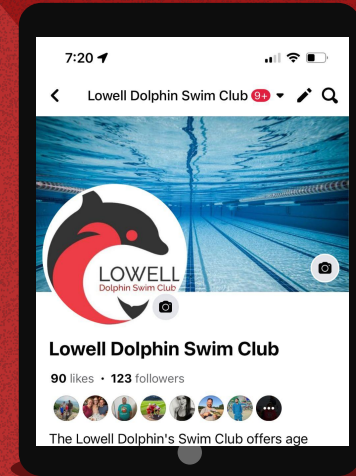 7:20
Lowell Dolphin Swim Club 9+
LOWELL
Dolphin Swim Club
Lowell Dolphin Swim Club
90 likes • 123 followers
The Lowell Dolphin's Swim Club offers age